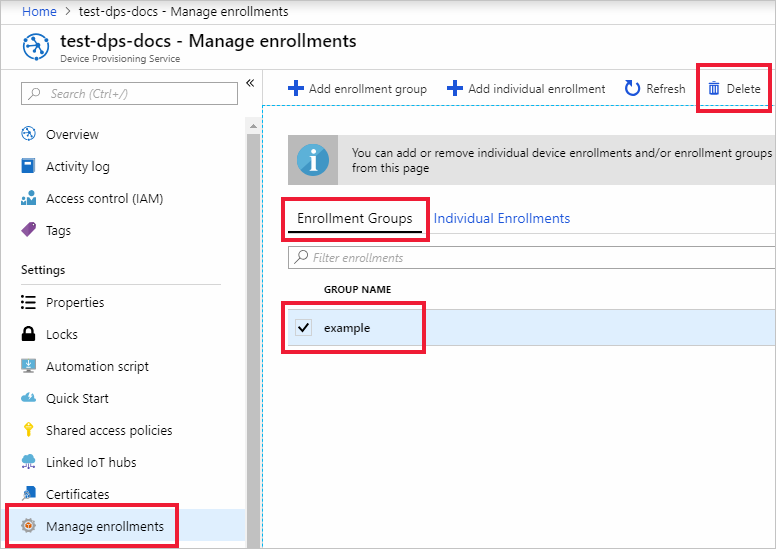 Home > test-dps-docs - Manage enrollments
test-dps-docs - Manage enrollments
Device Provisioning Service
«
Search (Ctrl+/)
Overview
Activity log
Access control (IAM)
Tags
Settings
Properties
Locks
Automation script
Quick Start
Shared access policies
Linked IoT hubs
Certificates
Manage enrollments
Add enrollment group
Add individual enrollment
Refresh
Delete
You can add or remove individual device enrollments and/or enrollment groups
from this page
Enrollment Groups
Individual Enrollments
Filter enrollments
GROUP NAME
example